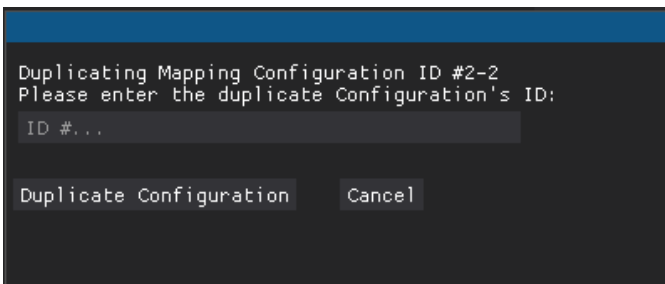 Duplicating Mapping Configuration ID #2-2
Please enter the duplicate Configuration's ID:
ID #...
Duplicate Configuration
Cancel